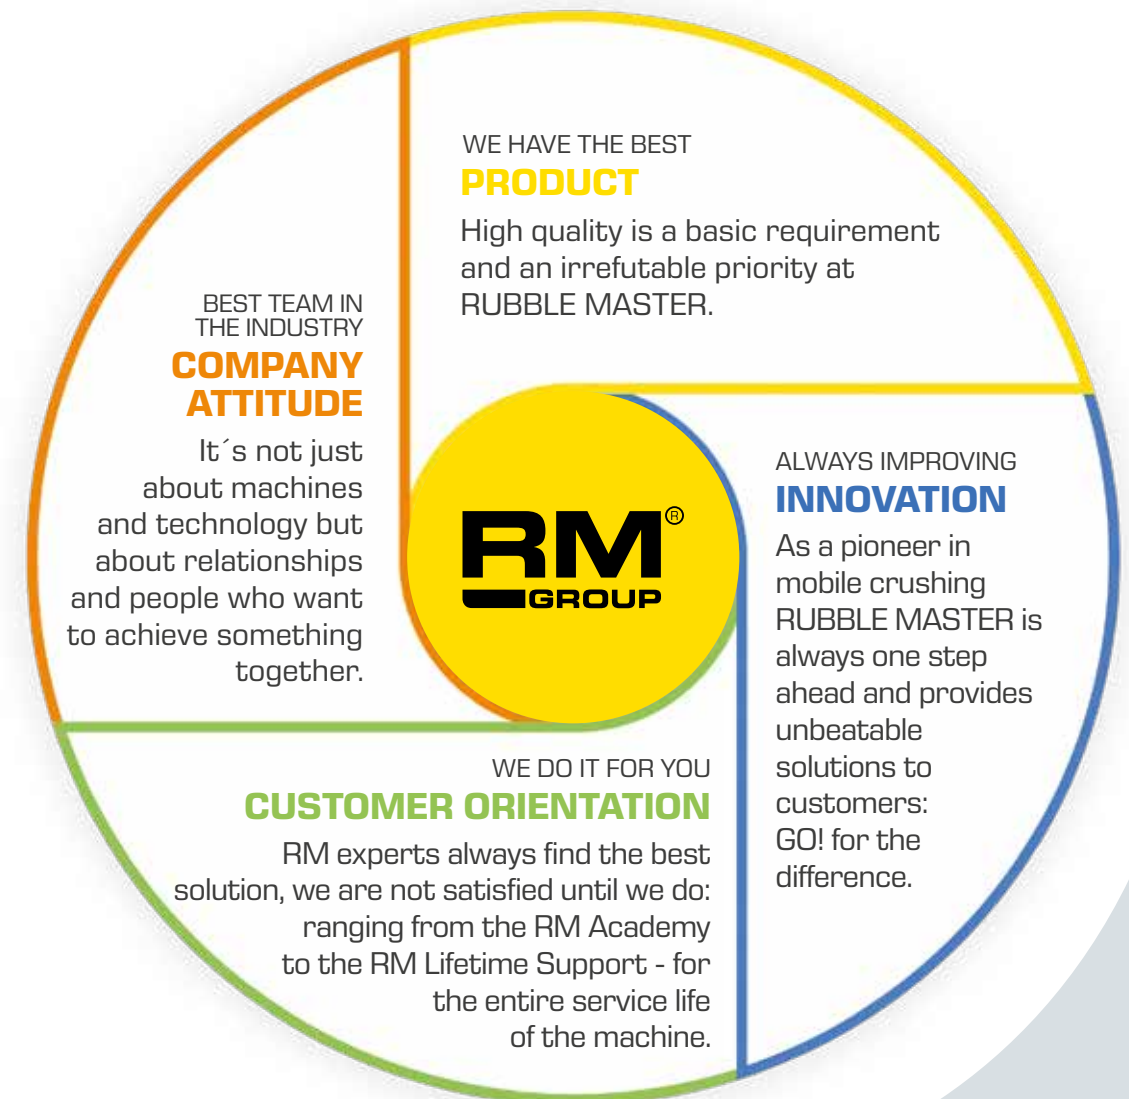 WE HAVE THE BEST
PRODUCT
High quality is a basic requirement
and an irrefutable priority at
RUBBLE MASTER.
BEST TEAM IN
THE INDUSTRY
COMPANY
ATTITUDE
It´s not just
about machines
and technology but
about relationships
and people who want
to achieve something
together.
RM®
GROUP
ALWAYS IMPROVING
INNOVATION
As a pioneer in
mobile crushing
RUBBLE MASTER is
always one step
ahead and provides
unbeatable
solutions to
customers:
GO! for the
difference.
WE DO IT FOR YOU
CUSTOMER ORIENTATION
RM experts always find the best
solution, we are not satisfied until we do:
ranging from the RM Academy
to the RM Lifetime Support - for
the entire service life
of the machine.